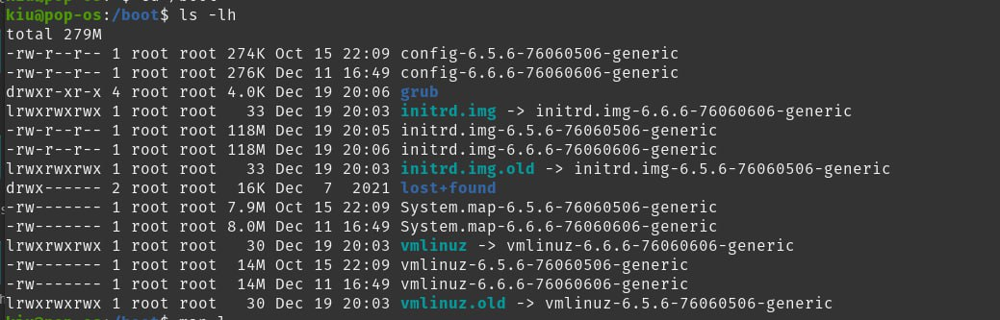 kiu@pop-os:/boot$ ls -lh
total 279M
-rw-r--r-- 1 root root 274K Oct 15 22:09 config-6.5.6-76060506-generic
-rw-r--r-- 1 root root 276K Dec 11 16:49 config-6.6.6-76060606-generic
drwxr-xr-x 4 root root 4.0K Dec 19 20:06 grub
lrwxrwxrwx 1 root root   33 Dec 19 20:03 initrd.img -> initrd.img-6.6.6-76060606-generic
-rw-r--r-- 1 root root 118M Dec 19 20:05 initrd.img-6.5.6-76060506-generic
-rw-r--r-- 1 root root 118M Dec 19 20:06 initrd.img-6.6.6-76060606-generic
lrwxrwxrwx 1 root root   33 Dec 19 20:03 initrd.img.old -> initrd.img-6.5.6-76060506-generic
drwx------ 2 root root  16K Dec  7  2021 lost+found
-rw------- 1 root root 7.9M Oct 15 22:09 System.map-6.5.6-76060506-generic
-rw------- 1 root root 8.0M Dec 11 16:49 System.map-6.6.6-76060606-generic
lrwxrwxrwx 1 root root   30 Dec 19 20:03 vmlinuz -> vmlinuz-6.6.6-76060606-generic
-rw------- 1 root root  14M Oct 15 22:09 vmlinuz-6.5.6-76060506-generic
-rw------- 1 root root  14M Dec 11 16:49 vmlinuz-6.6.6-76060606-generic
lrwxrwxrwx 1 root root   30 Dec 19 20:03 vmlinuz.old -> vmlinuz-6.5.6-76060506-generic